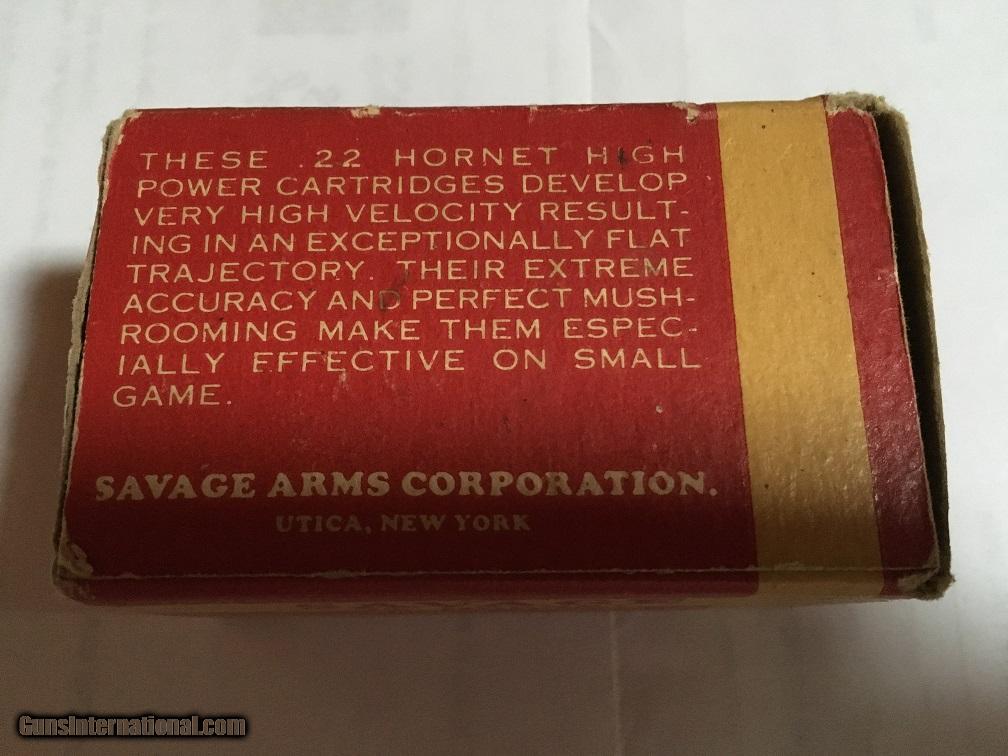 THESE .22 HORNET HIGH
POWER CARTRIDGES DEVELOP
VERY HIGH VELOCITY RESULT-
ING IN AN EXCEPTIONALLY FLAT
TRAJECTORY. THEIR EXTREME
ACCURACY AND PERFECT MUSH-
ROOMING MAKE THEM ESPEC-
IALLY EFFECTIVE ON SMALL
GAME.
SAVAGE ARMS CORPORATION.
UTICA, NEW YORK
GunsInternational.com